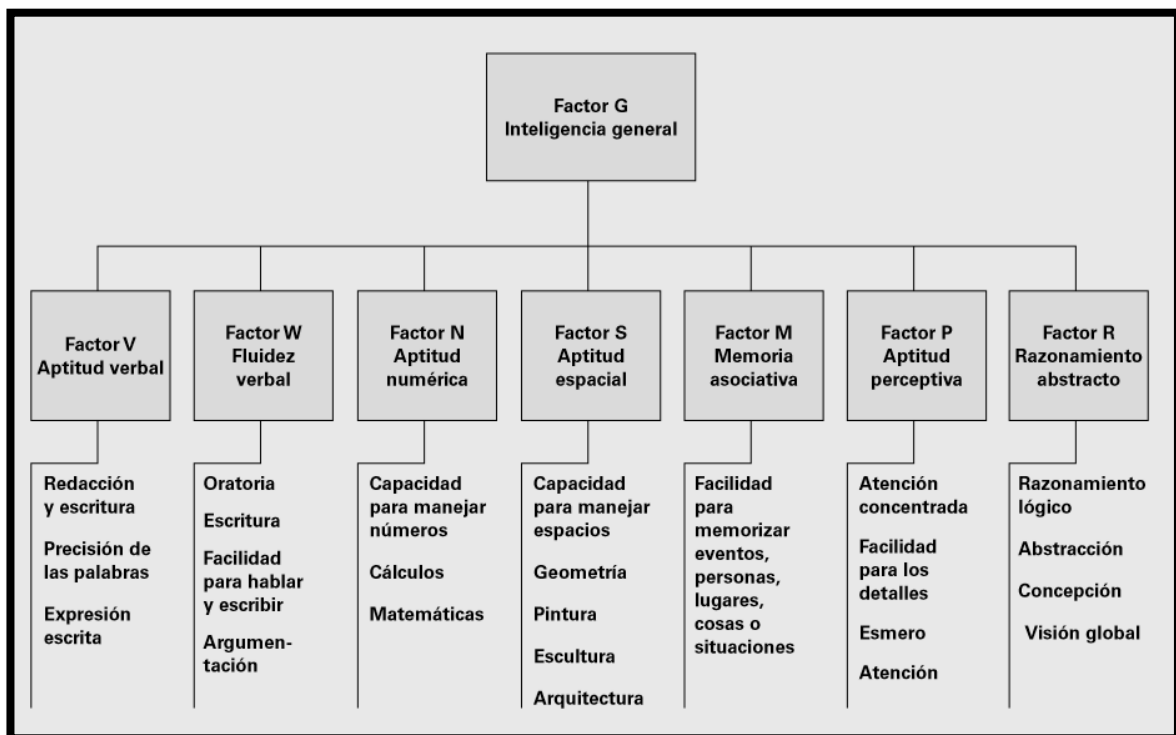 Factor G
Inteligencia general
Factor V
Aptitud verbal
Factor W
Fluidez
verbal
Factor N
Aptitud
numérica
Factor S
Aptitud
espacial
Factor M
Memoria
asociativa
Factor P
Aptitud
perceptiva
Factor R
Razonamiento
abstracto
Redacción
y escritura
Precisión de
las palabras
Expresión
escrita
Oratoria
Escritura
Facilidad
para hablar
y escribir
Argumen-
tación
Capacidad
para manejar
números
Cálculos
Matemáticas
Capacidad
para manejar
espacios
Geometría
Pintura
Escultura
Arquitectura
Facilidad
para
memorizar
eventos,
personas,
lugares,
cosas o
situaciones
Atención
concentrada
Facilidad
para los
detalles
Esmero
Atención
Razonamiento
lógico
Abstracción
Concepción
Visión global